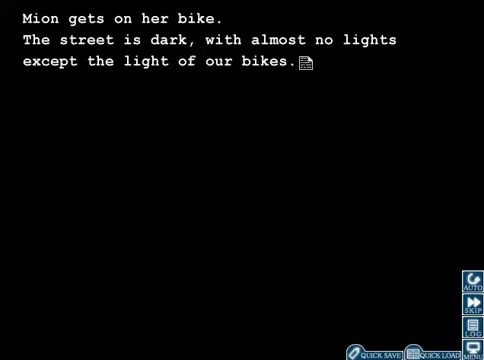 Mion gets on her bike.
The street is dark, with almost no lights
except the light of our bikes.
AUTO
SKIP
LOG
QUICK SAVE
QUICK LOAD
MENU